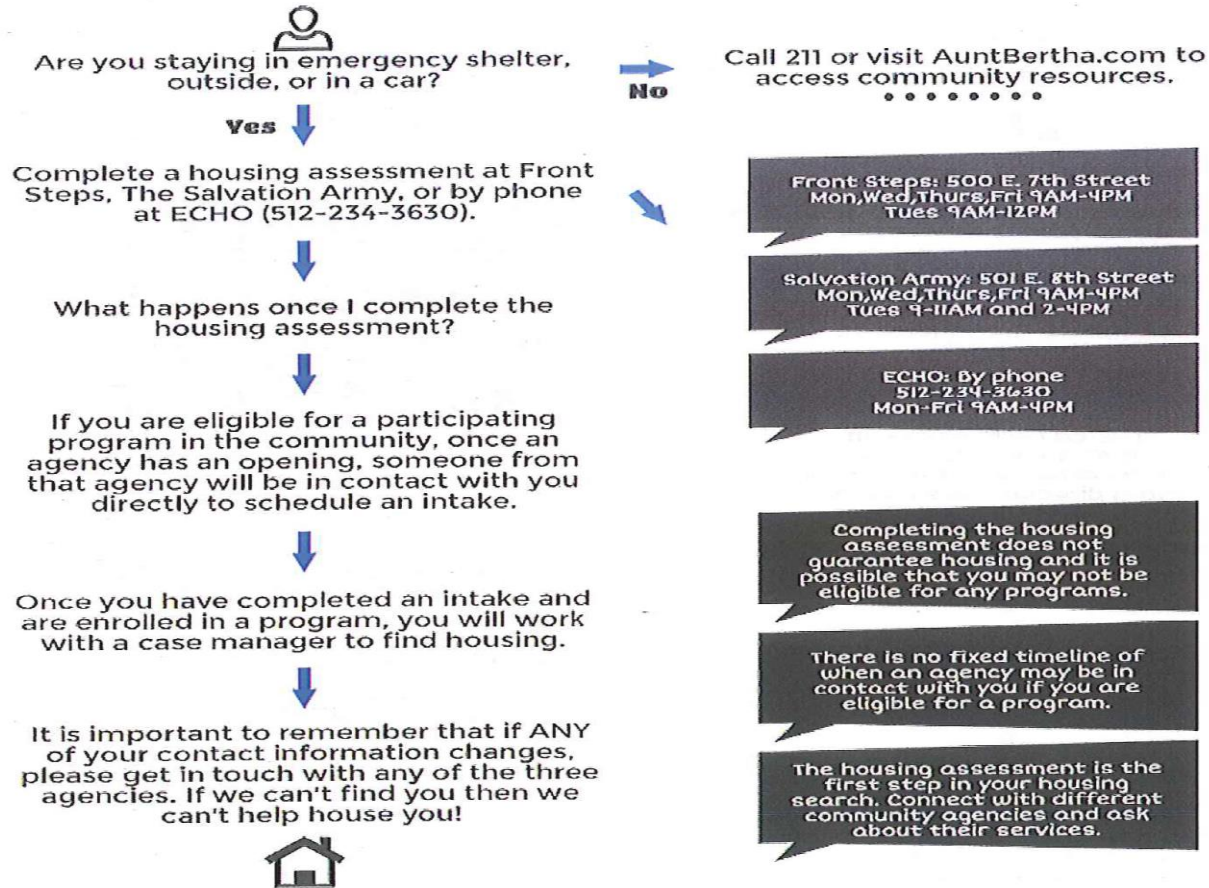 Are you staying in emergency shelter,
outside, or in a car?
No
Call 211 or visit AuntBertha.com to
access community resources.
Yes
Complete a housing assessment at Front
Steps, The Salvation Army, or by phone
at ECHO (512-234-3630).
Front Steps: 500 E. 7th Street
Mon,Wed,Thurs,Fri 9AM-4PM
Tues 9AM-12PM
Salvation Army: 501 E. 8th Street
Mon,Wed,Thurs,Fri 9AM-4PM
Tues 9-11AM and 2-4PM
ECHO: By phone
512-234-3630
Mon-Fri 9AM-4PM
What happens once I complete the
housing assessment?
If you are eligible for a participating
program in the community, once an
agency has an opening, someone from
that agency will be in contact with you
directly to schedule an intake.
Once you have completed an intake and
are enrolled in a program, you will work
with a case manager to find housing.
It is important to remember that if ANY
of your contact information changes,
please get in touch with any of the three
agencies. If we can't find you then we
can't help house you!
Completing the housing
assessment does not
guarantee housing and it is
possible that you may not be
eligible for any programs.
There is no fixed timeline of
when an agency may be in
contact with you if you are
eligible for a program.
The housing assessment is the
first step in your housing
search. Connect with different
community agencies and ask
about their services.